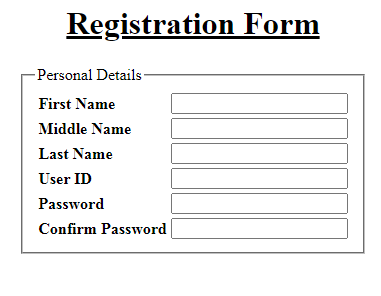 Registration Form
Personal Details
First Name
Middle Name
Last Name
User ID
Password
Confirm Password